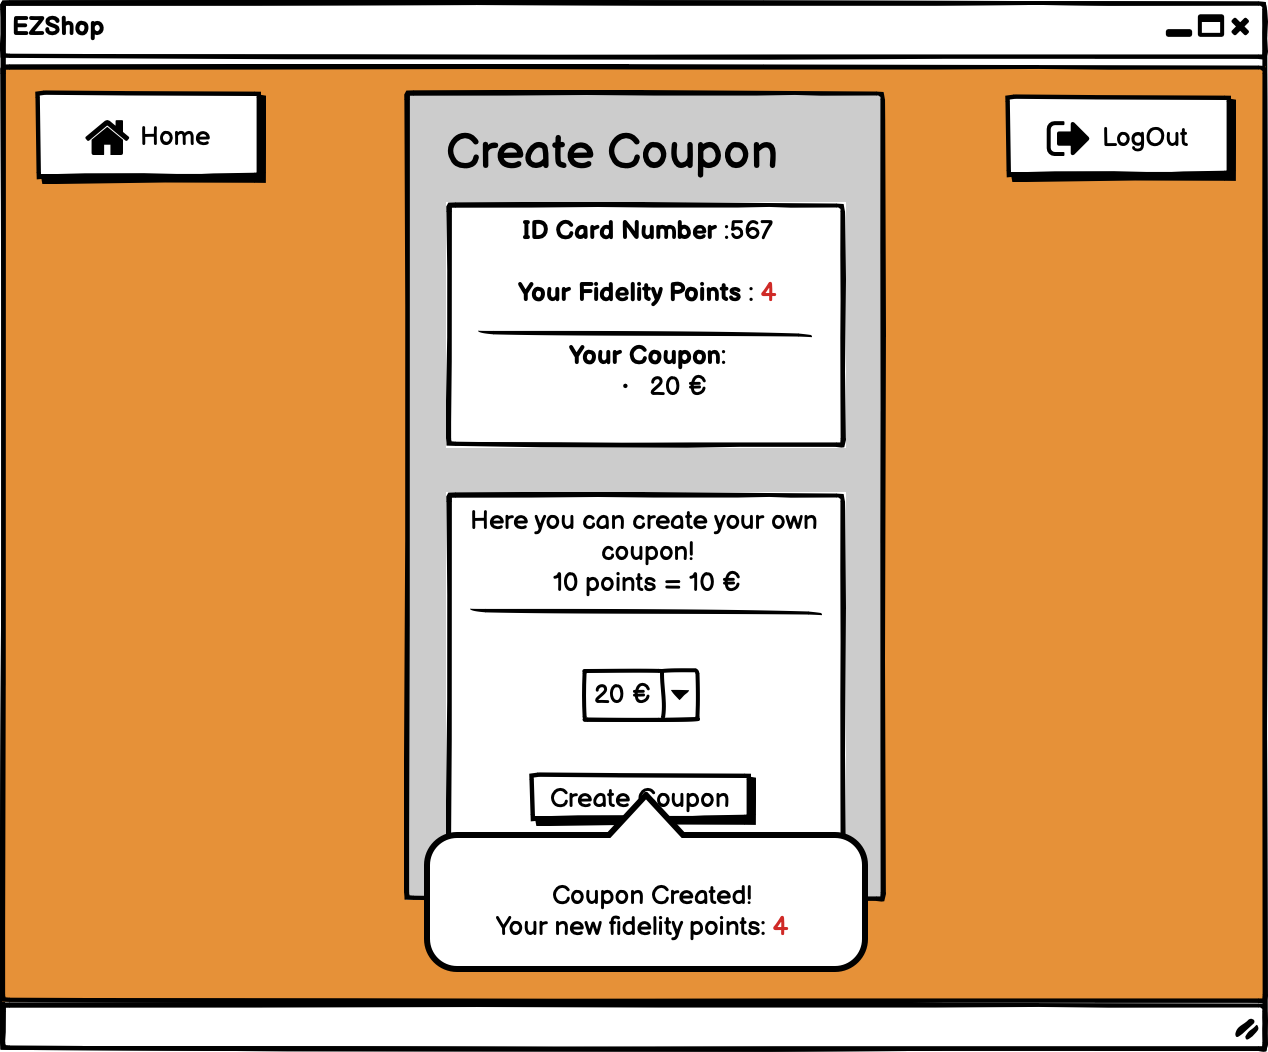 EZShop
Home
LogOut
Create Coupon
ID Card Number :567
Your Fidelity Points : 4
Your Coupon:
· 20 €
Here you can create your own
coupon!
10 points = 10 €
20 €
Create Coupon
Coupon Created!
Your new fidelity points: 4